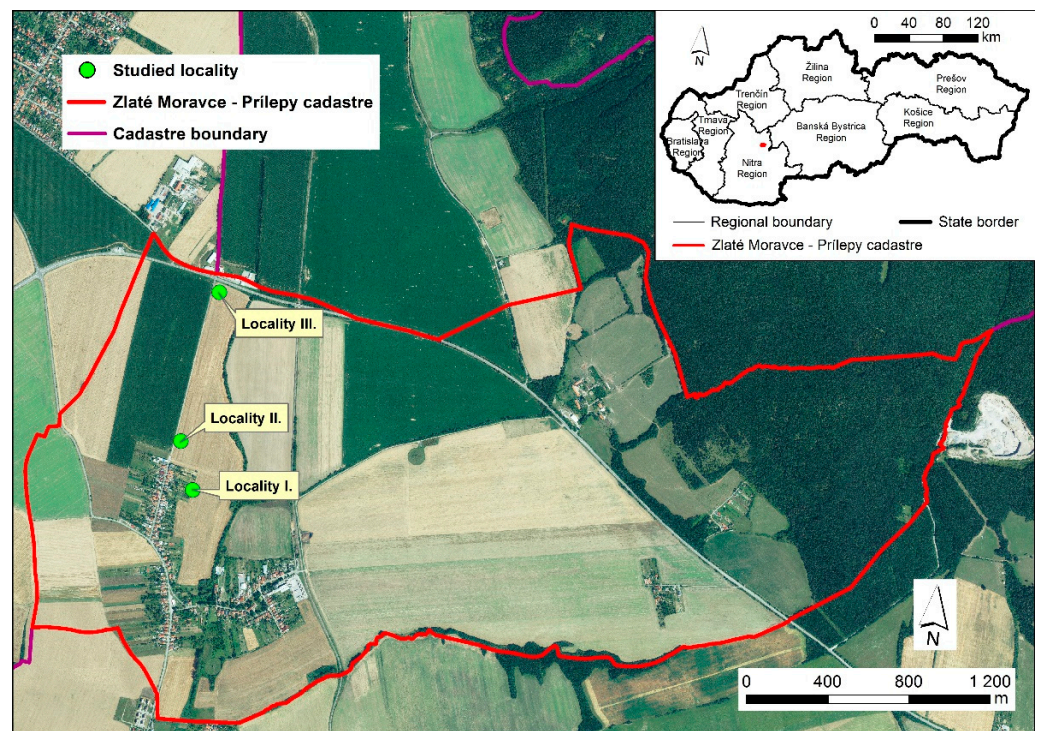 Studied locality
Zlaté Moravce - Prílepy cadastre
Cadastre boundary
0 40 80 120
km
N
Žilina
Region
Prešov
Region
Trenčín
Region
Košice
Region
Trnava
Region
Banská Bystrica
Region
Bratislava
Region
Nitra
Region
Regional boundary
State border
Zlaté Moravce - Prílepy cadastre
Locality III.
Locality II.
Locality I.
N
0 400 800 1 200
m